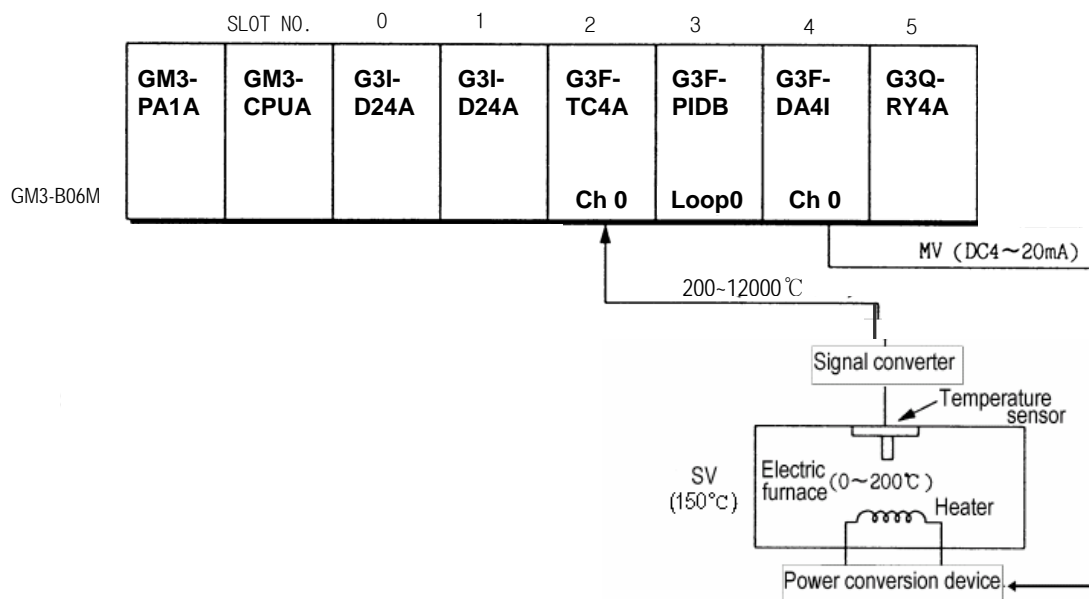 SLOT NO. 0 1 2 3 4 5
GM3- GM3- G3I- G3I- G3F- G3F- G3F- G3Q-
PA1A CPUA D24A D24A TC4A PIDB DA4I RY4A
GM3-B06M
Ch 0 Loop0 Ch 0
MV (DC4～20mA)
200~12000℃
Signal converter
Temperature
sensor
SV
(150℃)
Electric
furnace (0～200℃)
Heater
Power conversion device